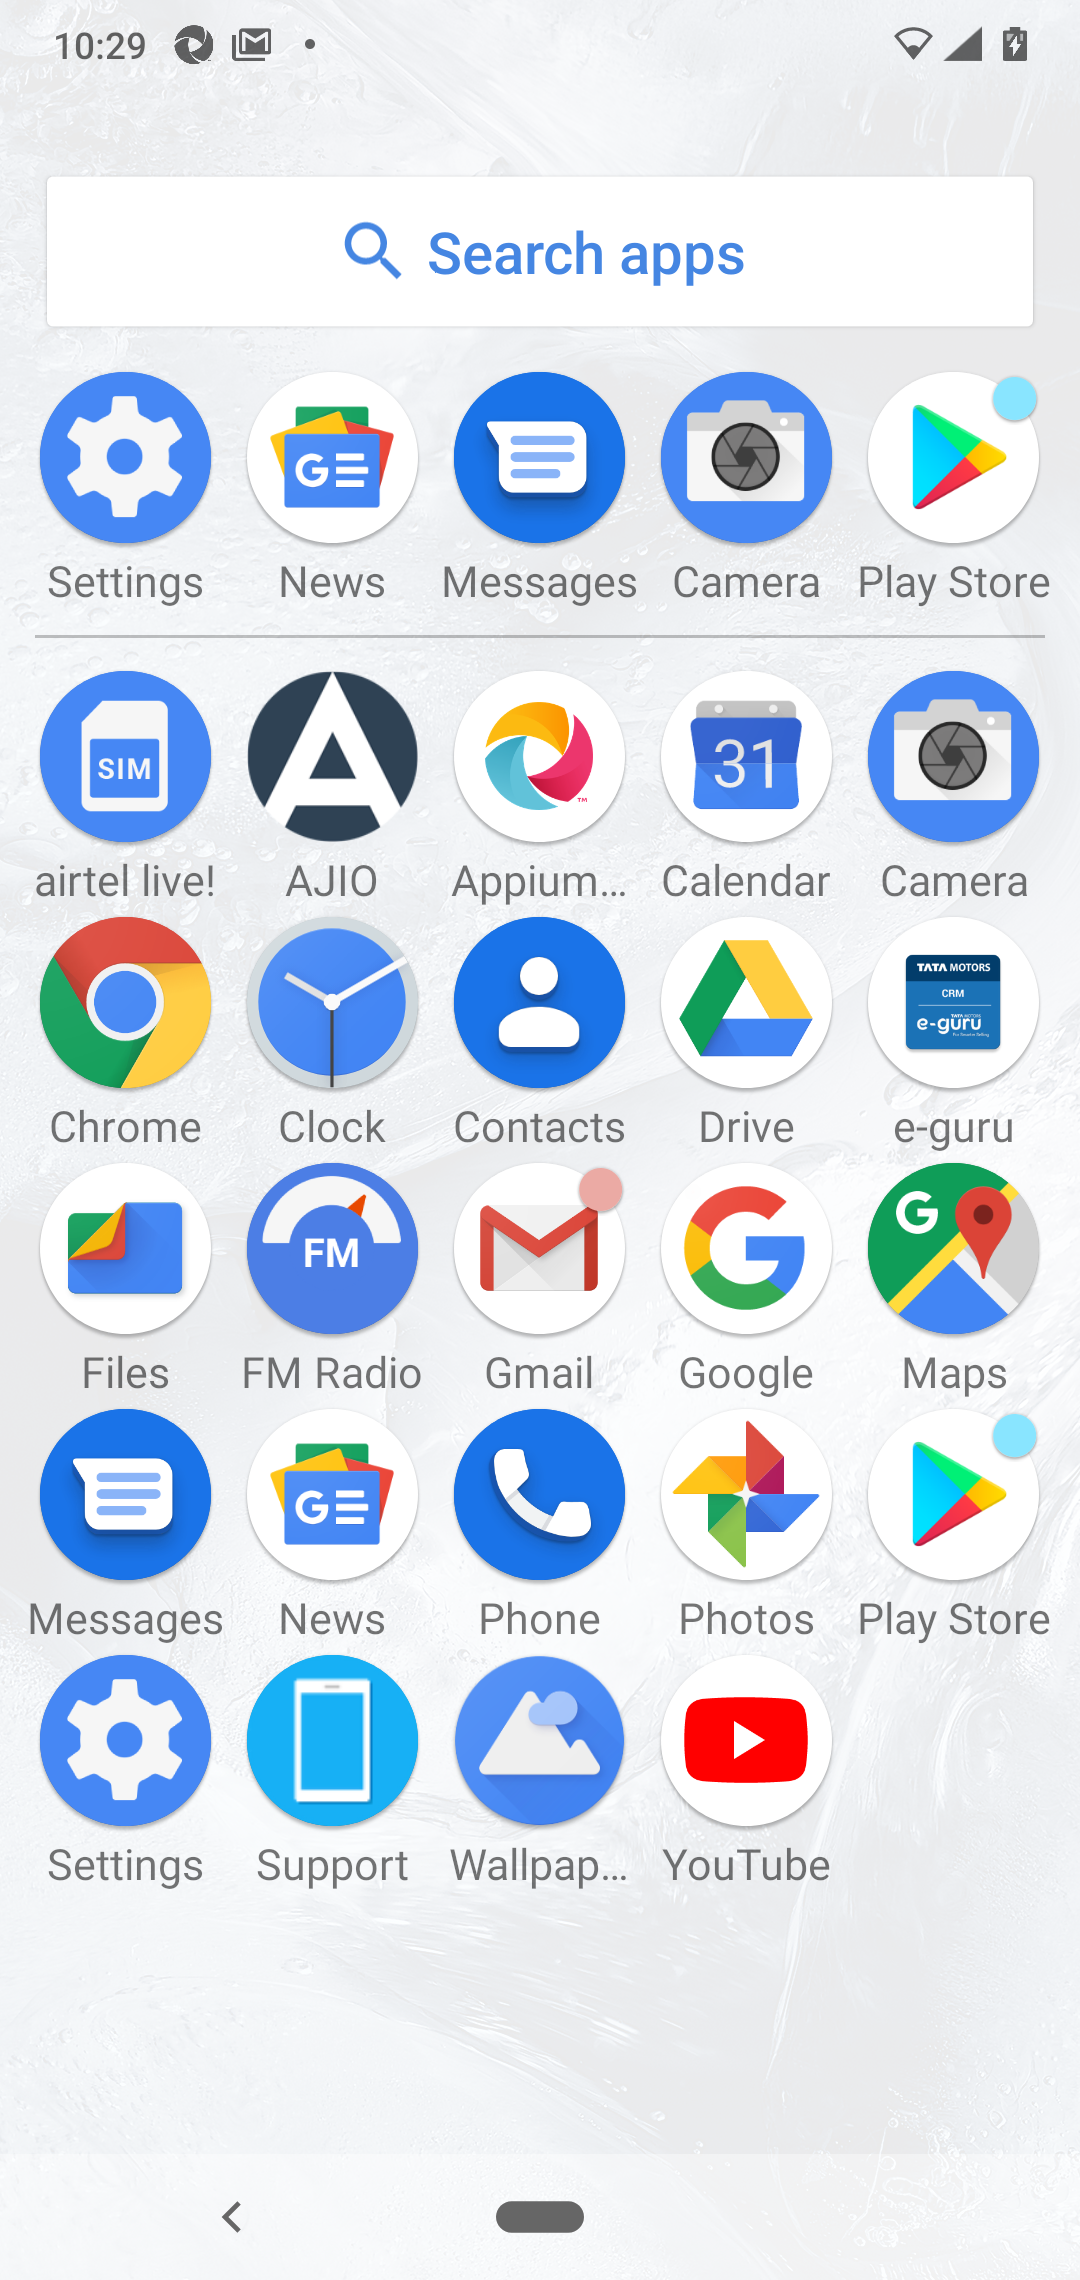 10:29
Search apps
Settings News Messages Camera Play Store
SIM 31
airtel live! AJIO Appium... Calendar Camera
TATA MOTORS
CRM
e-guru
Chrome Clock Contacts Drive e-guru
FM
Files FM Radio Gmail Google Maps
Messages News Phone Photos Play Store
Settings Support Wallpap... YouTube